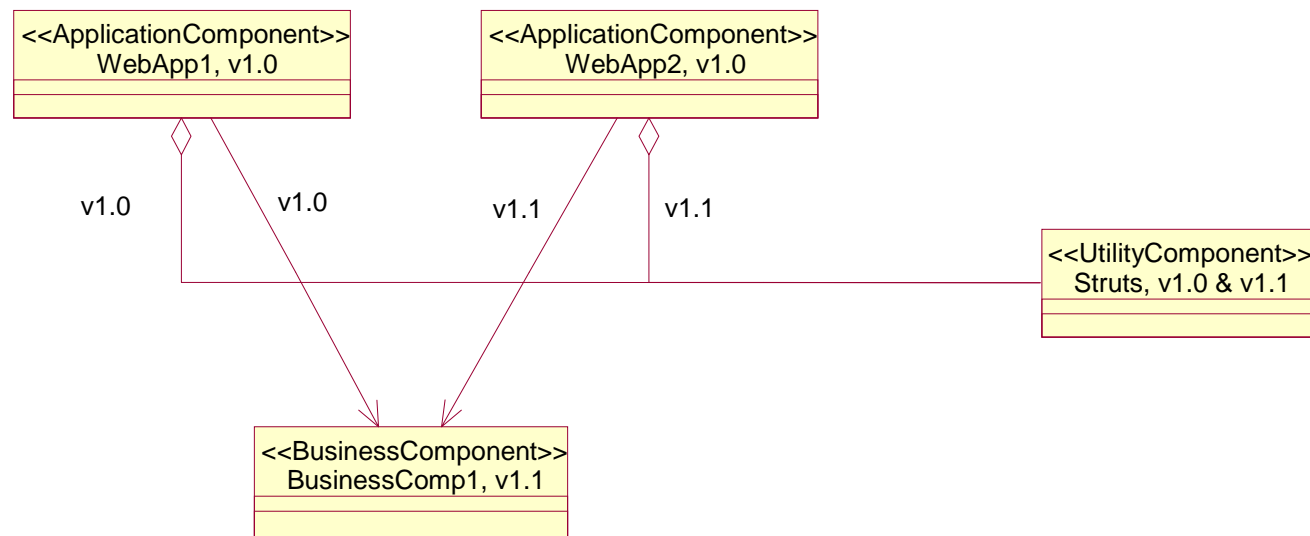 <<ApplicationComponent>>
WebApp1, v1.0
<<ApplicationComponent>>
WebApp2, v1.0
v1.0
v1.0
v1.1
v1.1
<<UtilityComponent>>
Struts, v1.0 & v1.1
<<BusinessComponent>>
BusinessComp1, v1.1